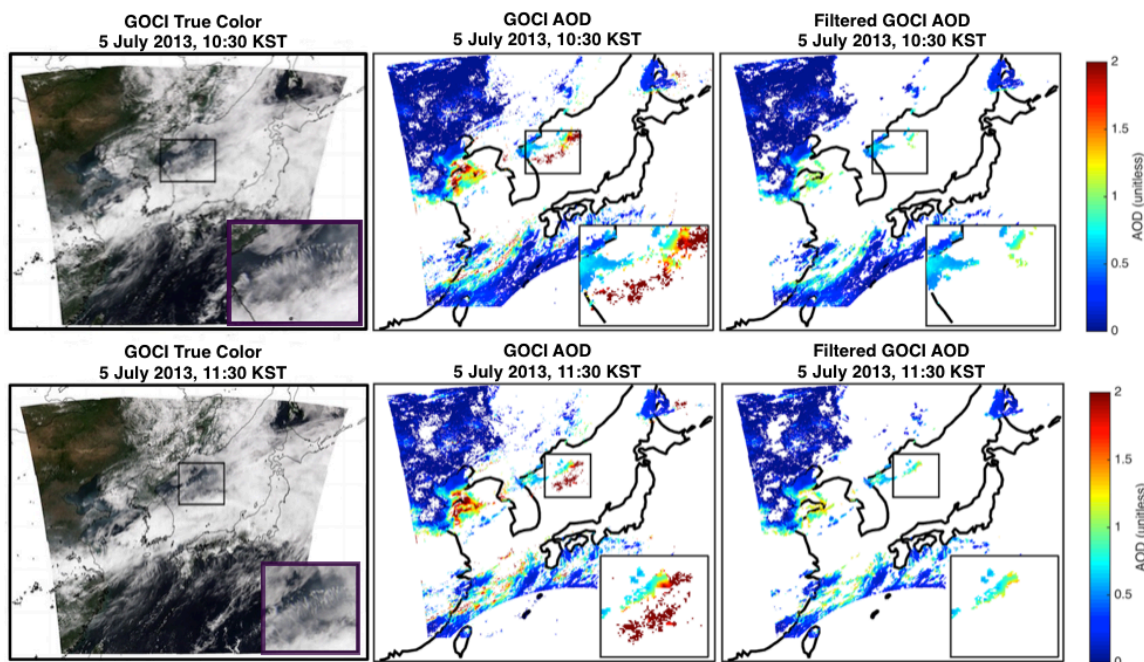 GOCI True Color
5 July 2013, 10:30 KST
GOCI AOD
5 July 2013, 10:30 KST
Filtered GOCI AOD
5 July 2013, 10:30 KST
2
1.5
1
0.5
0
AOD (unitless)
GOCI True Color
5 July 2013, 11:30 KST
GOCI AOD
5 July 2013, 11:30 KST
Filtered GOCI AOD
5 July 2013, 11:30 KST
2
1.5
1
0.5
0
AOD (unitless)